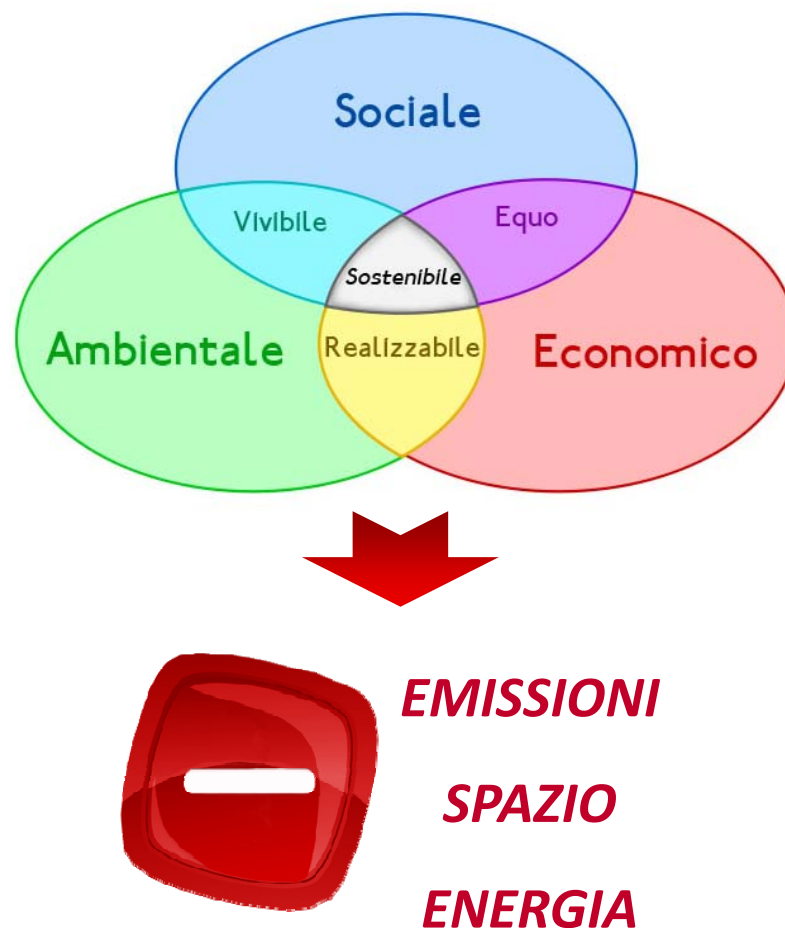 Sociale
Vivibile
Equo
Sostenibile
Ambientale
Realizzabile
Economico
EMISSIONI
SPAZIO
ENERGIA